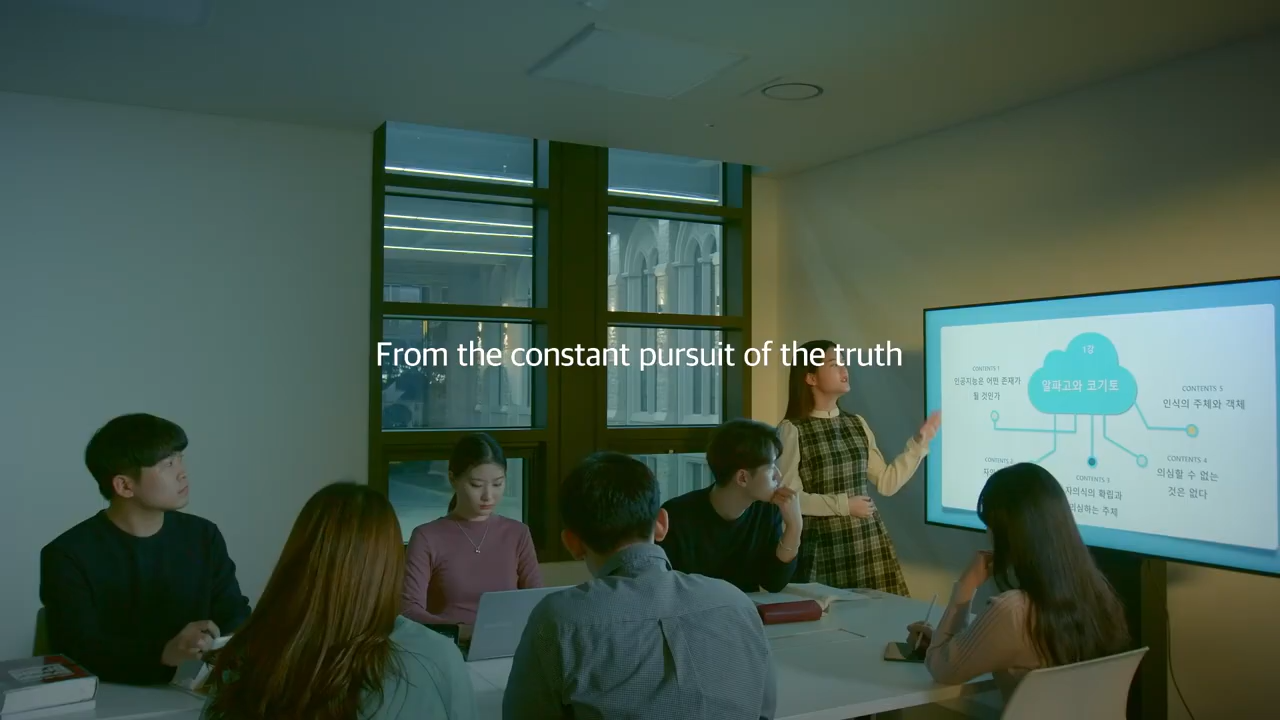 From the constant pursuit of the truth
1강
알파고와 코기토
CONTENTS 1
인공지능은 어떤 존재가
될 것인가
CONTENTS 5
인식의 주체와 객체
CONTENTS 4
의심할 수 없는
것은 없다
CONTENTS 3
자의식의 확립과
의심하는 주체
CONTENTS 2